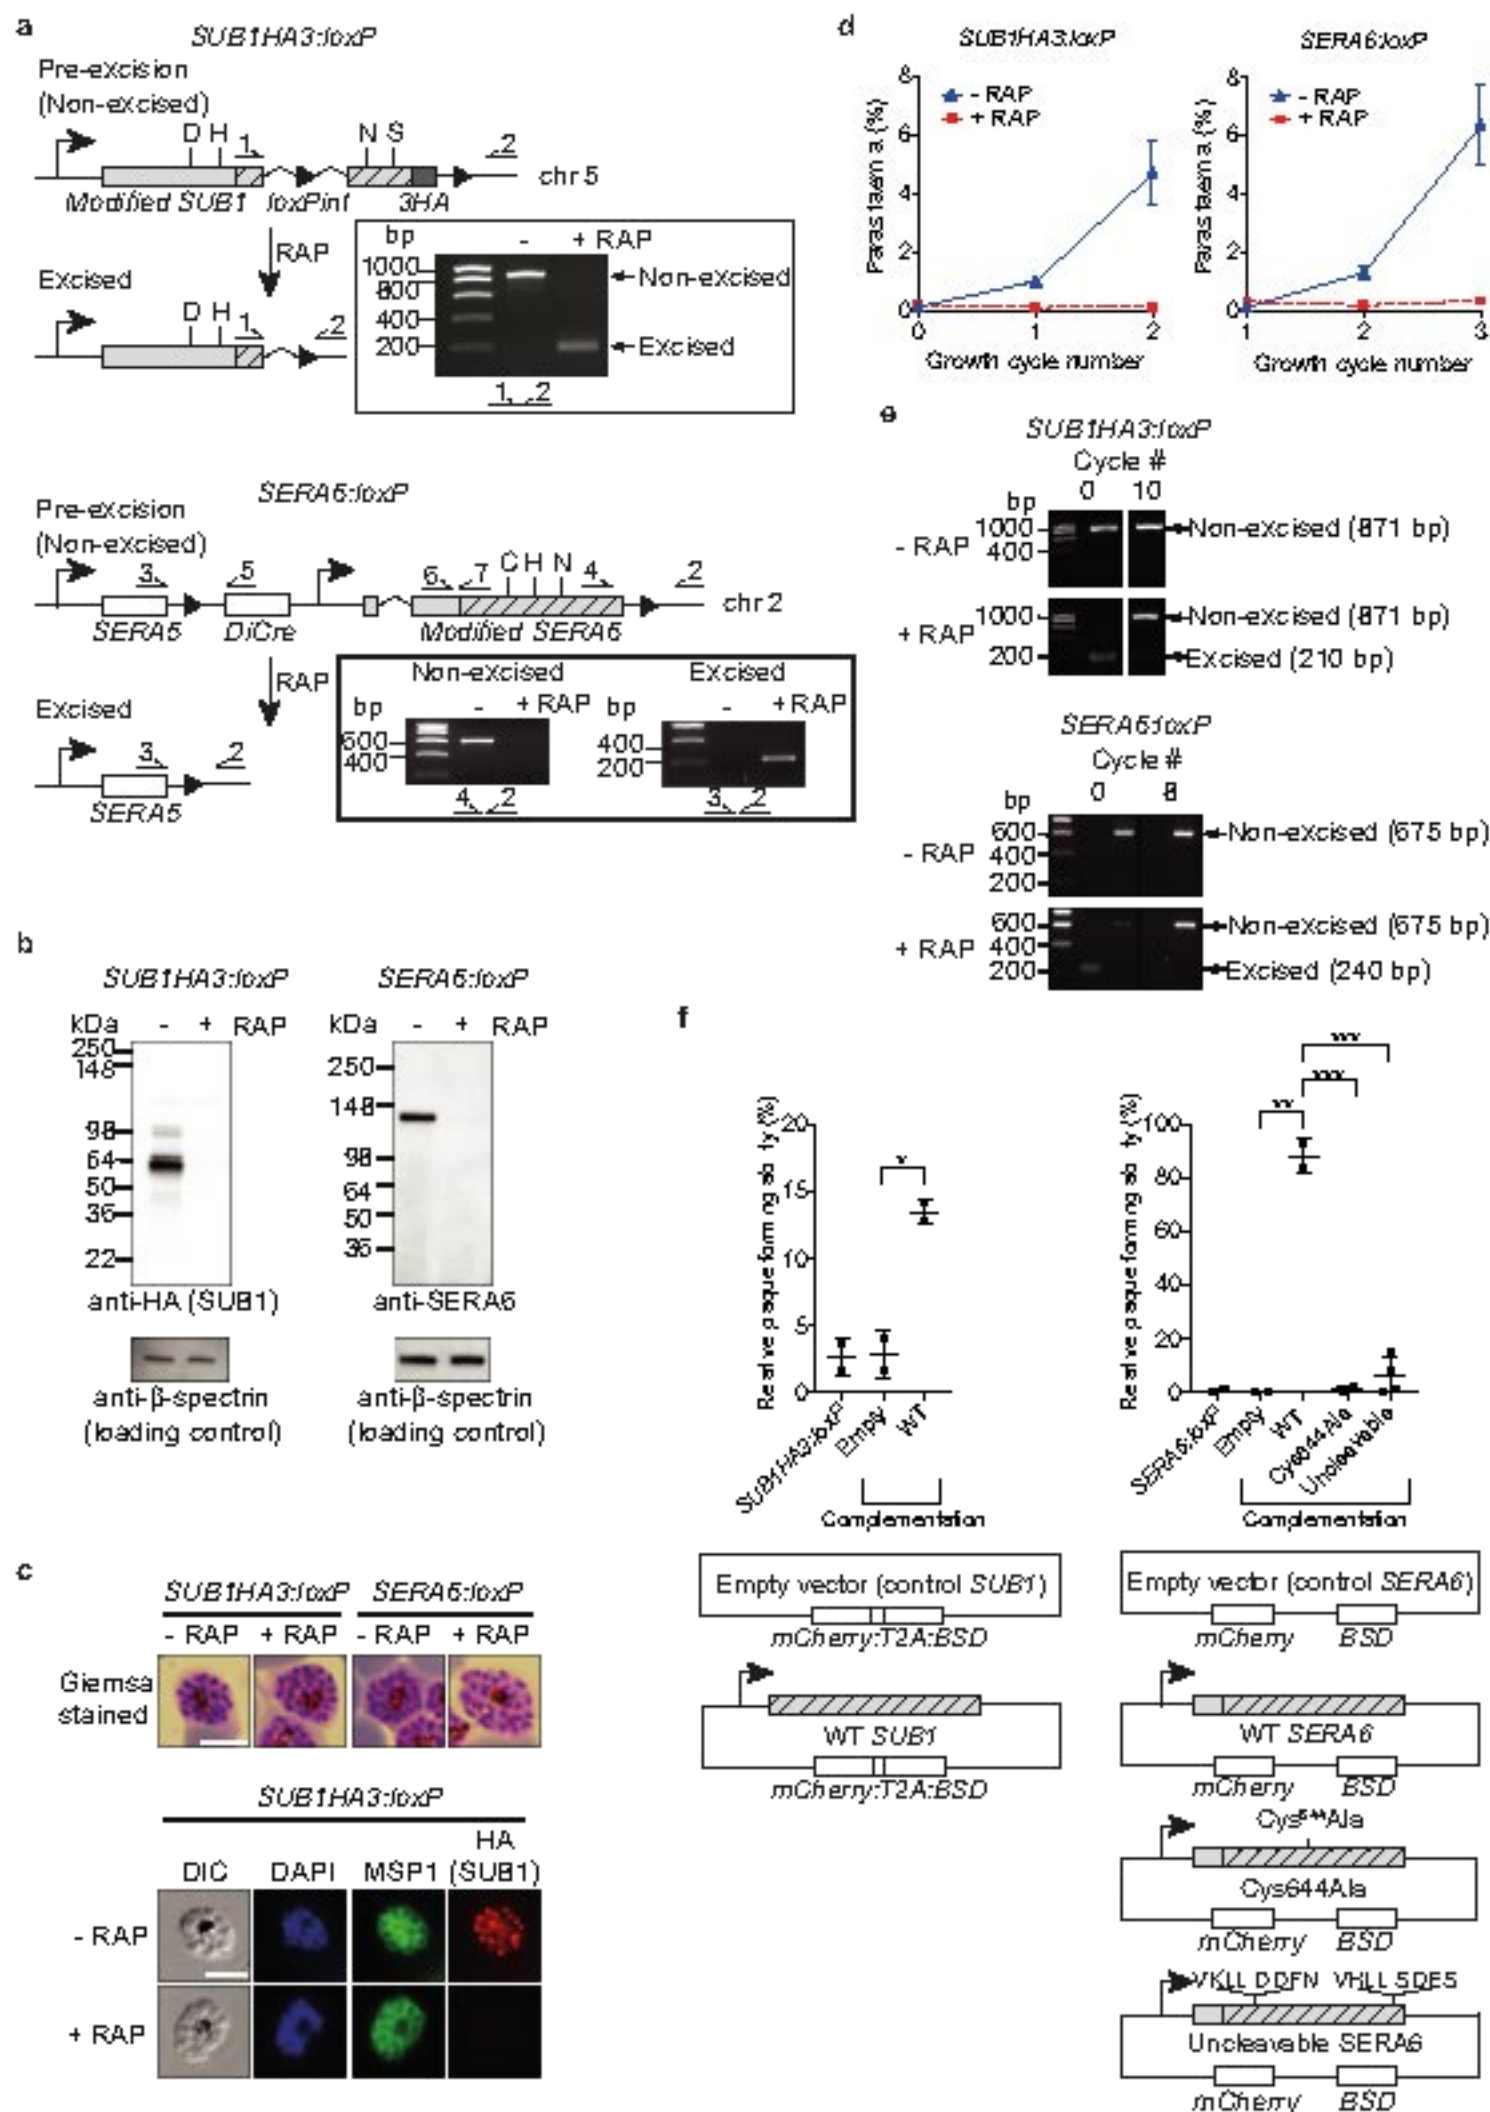 a
SUB1HA3:loxP
Pre-excision
(Non-excised)
D H 1 N S 2
chr 5
Modified SUB1 loxPint 3HA
RAP
Excised
D H 1 2
bp - + RAP
1000
800
400
200
Non-excised
Excised
1 2
SERA6:loxP
Pre-excision
(Non-excised)
3 5 6 7 C H N 4 2
chr 2
SERA5 DiCre Modified SERA6
RAP
Excised
3 2
SERA5
Non-excised Excised
bp - + RAP bp - + RAP
600
400
400
200
4 2 3 2
b
SUB1HA3:loxP SERA6:loxP
kDa - + RAP kDa - + RAP
250
148
98
64
50
36
22
250
148
98
64
50
36
anti-HA (SUB1) anti-SERA6
anti-β-spectrin
(loading control)
anti-β-spectrin
(loading control)
c
SUB1HA3:loxP SERA6:loxP
- RAP + RAP - RAP + RAP
Giemsa
stained
SUB1HA3:loxP
HA
DIC DAPI MSP1 (SUB1)
- RAP
+ RAP
d
SUB1HA3:loxP SERA6:loxP
Parasitaemia (%)
8
6
4
2
0
- RAP
+ RAP
0 1 2
Growth cycle number
Parasitaemia (%)
8
6
4
2
0
- RAP
+ RAP
1 2 3
Growth cycle number
e
SUB1HA3:loxP
Cycle #
bp 0 10
- RAP 1000 Non-excised (871 bp)
400
1000 Non-excised (871 bp)
+ RAP
200 Excised (210 bp)
SERA6:loxP
Cycle #
bp 0 8
600 Non-excised (675 bp)
- RAP 400
200
600 Non-excised (675 bp)
+ RAP 400
200 Excised (240 bp)
f
Relative plaque forming ability (%)
20
15
10
5
0
*
SUB1HA3:loxP
Empty
WT
Complementation
Relative plaque forming ability (%)
100
80
60
40
20
0
**
***
***
SERA6:loxP
Empty
WT
Cys644Ala
Uncleavable
Complementation
Empty vector (control SUB1)
mCherry:T2A:BSD
WT SUB1
mCherry:T2A:BSD
Empty vector (control SERA6)
mCherry BSD
WT SERA6
mCherry BSD
Cys644Ala
Cys644Ala
mCherry BSD
VKLL DDFN VHLL SDES
Uncleavable SERA6
mCherry BSD